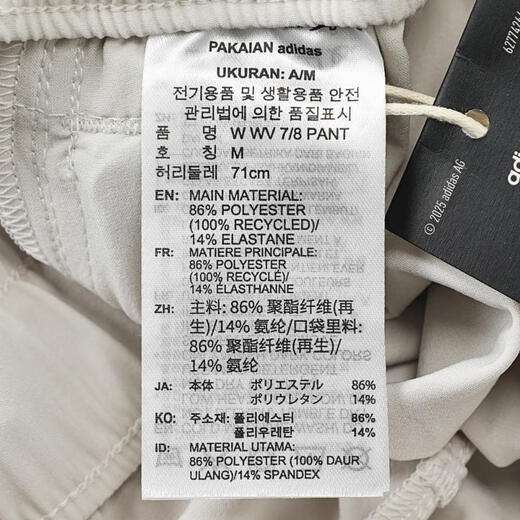 PAKAIAN adidas
UKURAN: A/M
전기용품 및 생활용품 안전
관리법에 의한 품질표시
품 명 W WV 7/8 PANT
호 칭 M
허리둘레 71cm
EN: MAIN MATERIAL:
86% POLYESTER
(100% RECYCLED)/
14% ELASTANE
FR: MATIERE PRINCIPALE:
86% POLYESTER
(100% RECYCLÉ)/
14% ÉLASTHANNE
ZH: 主料: 86% 聚酯纤维(再
生)/14% 氨纶/口袋里料:
86% 聚酯纤维(再生)/
14% 氨纶
JA: 本体 ポリエステル 86%
ポリウレタン 14%
KO: 주소재: 폴리에스터 86%
폴리우레탄 14%
ID: MATERIAL UTAMA:
86% POLYESTER (100% DAUR
ULANG)/14% SPANDEX
© 2025 adidas AG